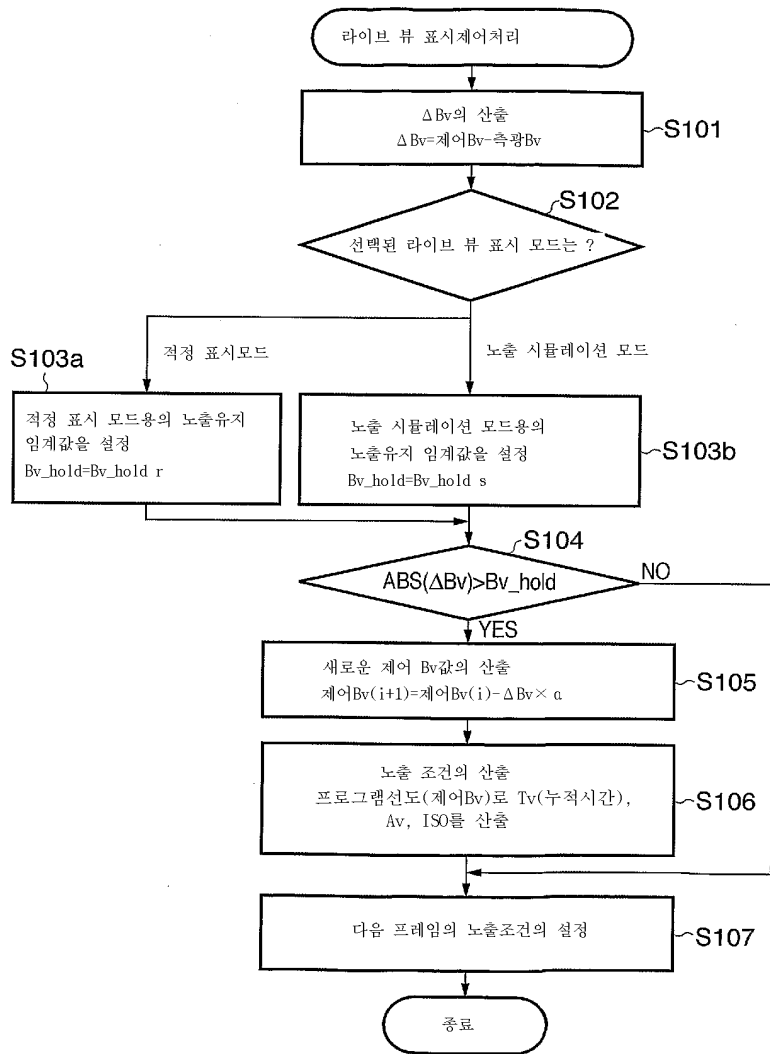 라이브 뷰 표시제어처리
ΔBv의 산출
ΔBv=제어Bv-측광Bv
S101
S102
선택된 라이브 뷰 표시 모드는 ?
S103a
적정 표시모드
노출 시뮬레이션 모드
적정 표시 모드용의 노출유지
임계값을 설정
Bv_hold=Bv_hold r
노출 시뮬레이션 모드용의
노출유지 임계값을 설정
Bv_hold=Bv_hold s
S103b
S104
ABS(ΔBv)>Bv_hold
NO
YES
새로운 제어 Bv값의 산출
제어Bv(i+1)=제어Bv(i)-ΔBv×α
S105
노출 조건의 산출
프로그램선도(제어Bv)로 Tv(누적시간),
Av, ISO를 산출
S106
다음 프레임의 노출조건의 설정
S107
종료